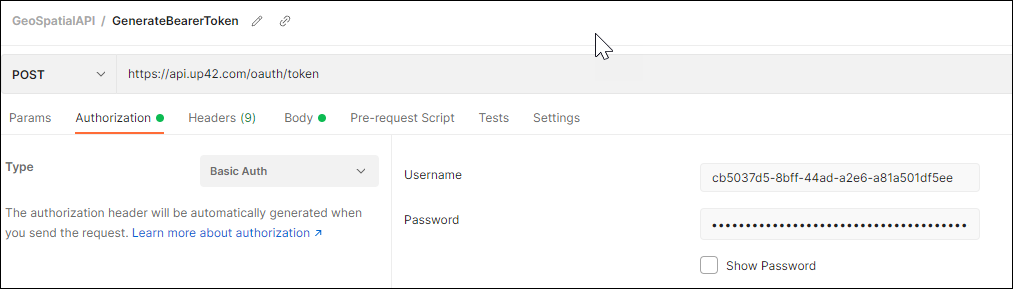 GeoSpatialAPI / GenerateBearerToken
POST https://api.up42.com/oauth/token
Params Authorization Headers (9) Body Pre-request Script Tests Settings
Type Basic Auth
The authorization header will be automatically generated when
you send the request. Learn more about authorization ↗
Username cb5037d5-8bff-44ad-a2e6-a81a501df5ee
Password ••••••••••••••••••••••••••••••••••••••
Show Password